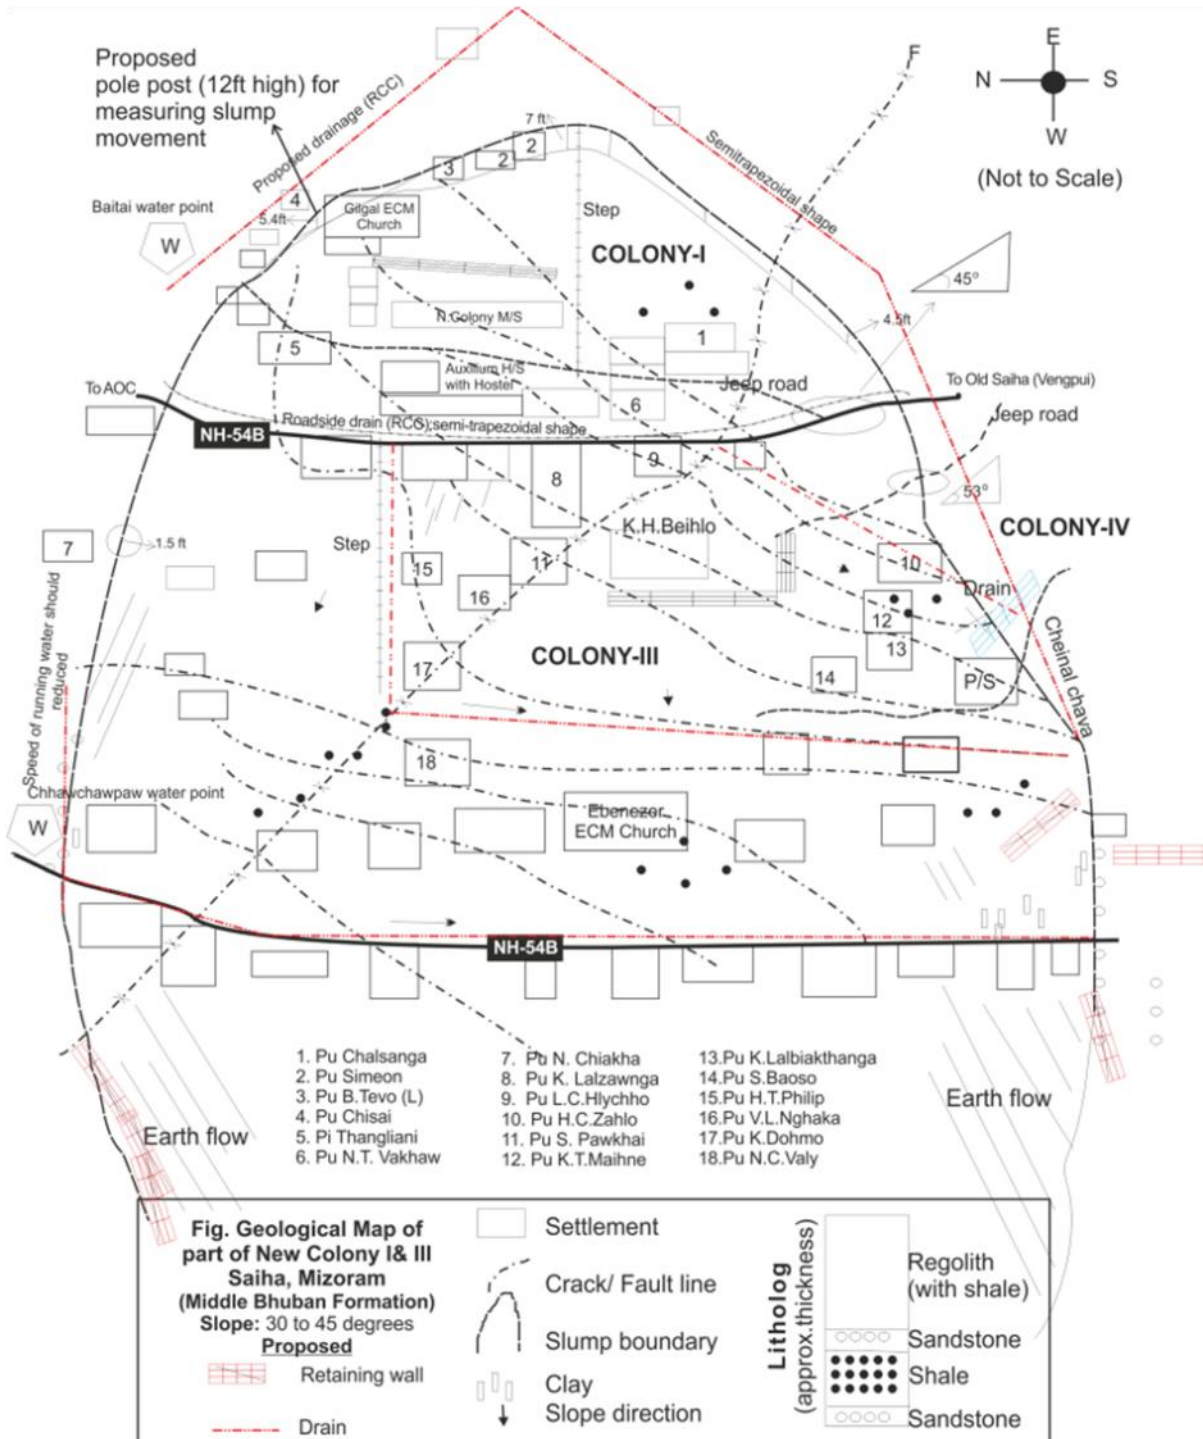 Proposed
pole post (12ft high) for
measuring slump
movement
E
N
S
W
(Not to Scale)
F
7 ft
Proposed drainage (RCC)
Semitrapezoidal shape
2
2
3
4
5.4ft
Gilgal ECM
Church
Baitai water point
W
Step
COLONY-I
45°
4.5ft
N.Colony M/S
1
5
Auxilium H/S
with Hostel
Jeep road
6
To AOC
To Old Saiha (Vengpui)
Jeep road
Roadside drain (RCC);semi-trapezoidal shape
NH-54B
8
9
53°
COLONY-IV
K.H.Beihlo
7
1.5 ft
Step
15
11
16
10
Drain
12
13
17
COLONY-III
14
P/S
Cheinal chava
Speed of running water should
reduced
18
Chhawchawpaw water point
W
Ebenezer
ECM Church
NH-54B
1. Pu Chalsanga
2. Pu Simeon
3. Pu B.Tevo (L)
4. Pu Chisai
5. Pi Thangliani
6. Pu N.T. Vakhaw
7. Pu N. Chiakha
8. Pu K. Lalzawnga
9. Pu L.C.Hlychho
10. Pu H.C.Zahlo
11. Pu S. Pawkhai
12. Pu K.T.Maihne
13.Pu K.Lalbiakthanga
14.Pu S.Baoso
15.Pu H.T.Philip
16.Pu V.L.Nghaka
17.Pu K.Dohmo
18.Pu N.C.Valy
Earth flow
Earth flow
Fig. Geological Map of
part of New Colony I& III
Saiha, Mizoram
(Middle Bhuban Formation)
Slope: 30 to 45 degrees
Proposed
Retaining wall
Drain
Settlement
Crack/ Fault line
Slump boundary
Clay
Slope direction
Litholog
(approx.thickness)
Regolith
(with shale)
Sandstone
Shale
Sandstone